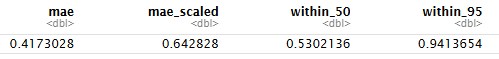 mae mae_scaled within_50 within_95
<dbl> <dbl> <dbl> <dbl>
0.4173028 0.642828 0.5302136 0.9413654